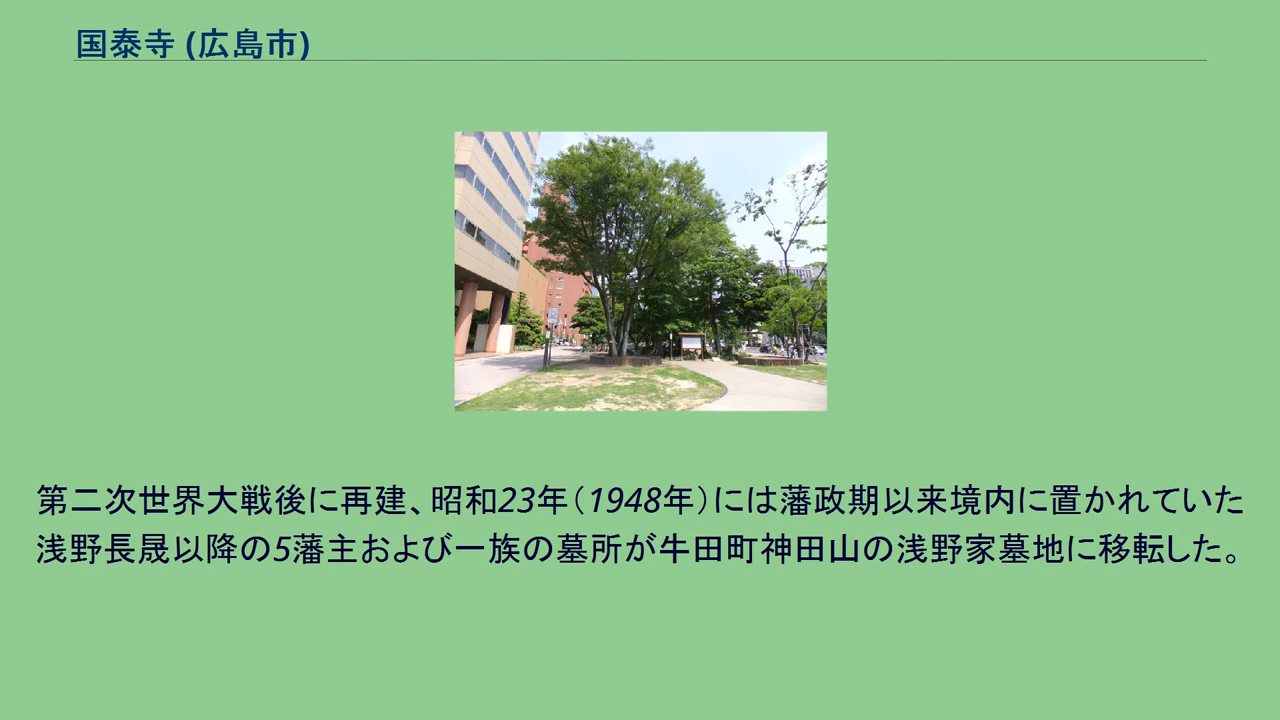 国泰寺 (広島市)
第二次世界大戦後に再建、昭和23年（1948年）には藩政期以来境内に置かれていた
浅野長晟以降の5藩主および一族の墓所が牛田町神田山の浅野家墓地に移転した。